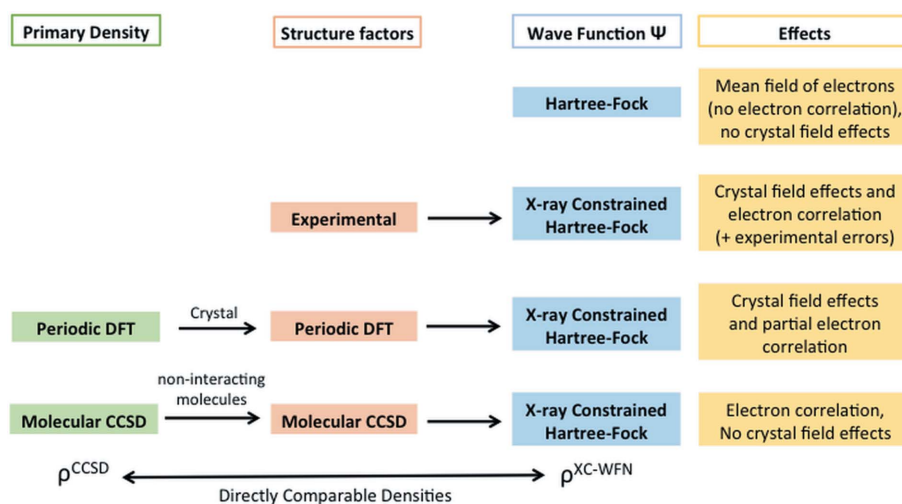 Primary Density
Structure factors
Wave Function Ψ
Effects
Hartree-Fock
Mean field of electrons
(no electron correlation),
no crystal field effects
Experimental
X-ray Constrained
Hartree-Fock
Crystal field effects and
electron correlation
(+ experimental errors)
Periodic DFT
Crystal
Periodic DFT
X-ray Constrained
Hartree-Fock
Crystal field effects
and partial electron
correlation
Molecular CCSD
non-interacting
molecules
Molecular CCSD
X-ray Constrained
Hartree-Fock
Electron correlation,
No crystal field effects
ρCCSD
ρXC-WFN
Directly Comparable Densities